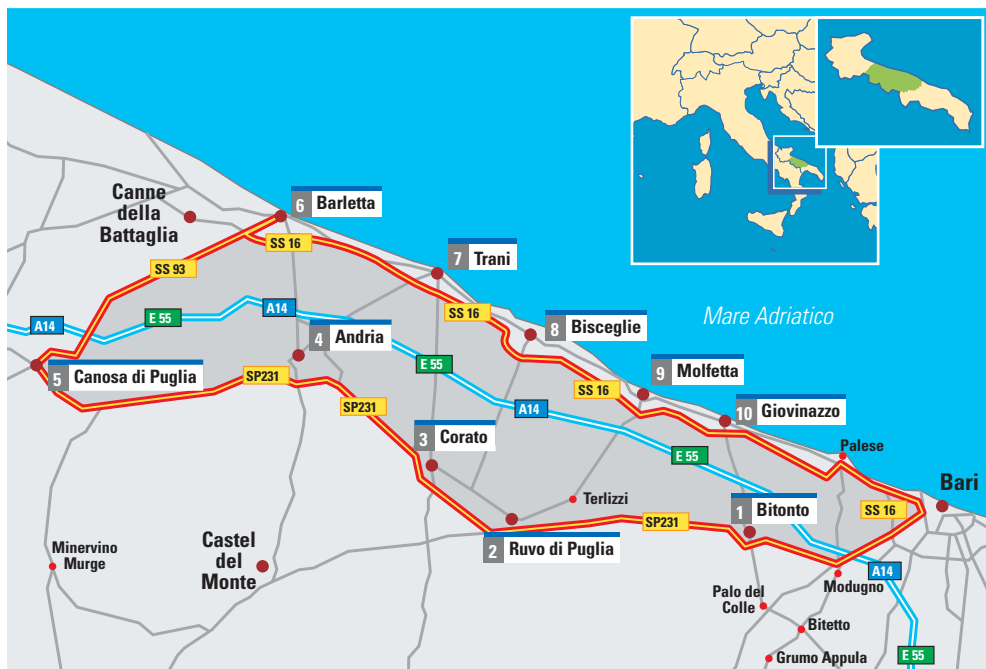 Canne
della
Battaglia
6 Barletta
SS 16
SS 93
7 Trani
A14
E 55
A14
SS 16
Mare Adriatico
8 Bisceglie
4 Andria
E 55
9 Molfetta
5 Canosa di Puglia
SP231
SS 16
SP231
A14
10 Giovinazzo
3 Corato
Palese
E 55
Bari
Terlizzi
1 Bitonto
SS 16
SP231
2 Ruvo di Puglia
Minervino
Murge
Castel
del
Monte
A14
Modugno
Palo del
Colle
Bitetto
E 55
Grumo Appula